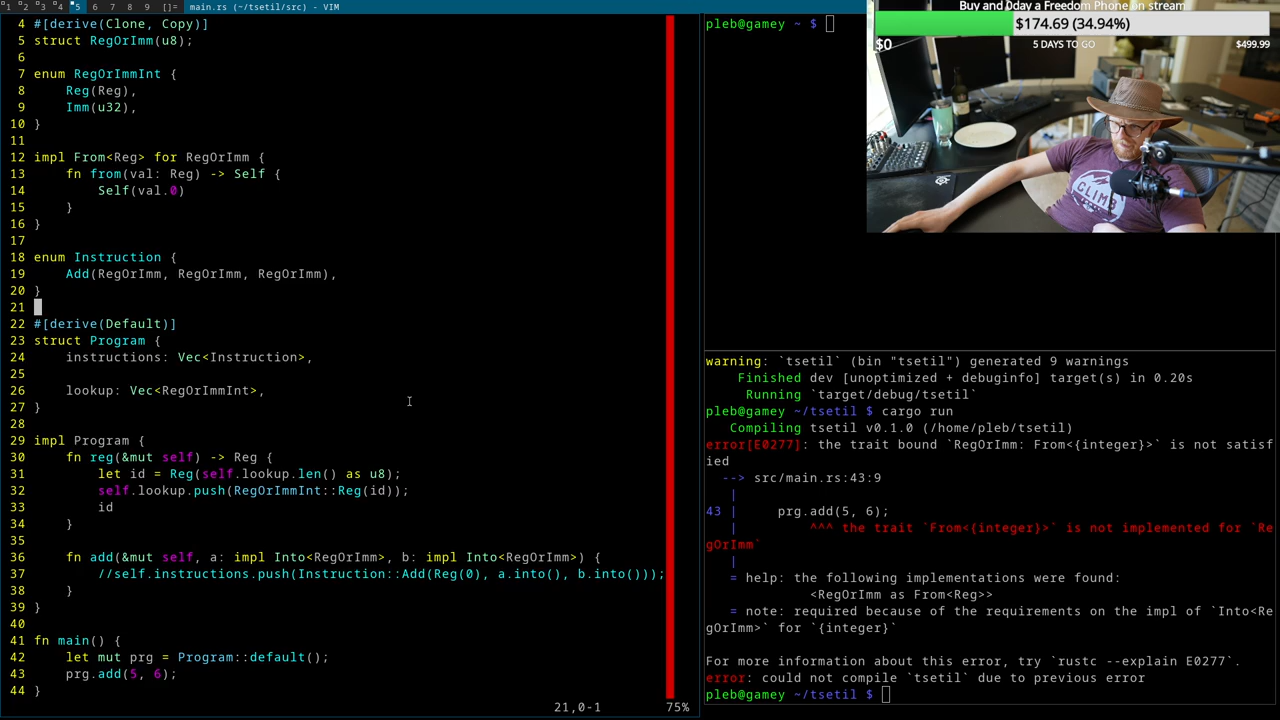 1 2 3 4 5 6 7 8 9 []= main.rs (~/tsetil/src) - VIM
4 #[derive(Clone, Copy)]
5 struct RegOrImm(u8);
6
7 enum RegOrImmInt {
8     Reg(Reg),
9     Imm(u32),
10 }
11
12 impl From<Reg> for RegOrImm {
13     fn from(val: Reg) -> Self {
14         Self(val.0)
15     }
16 }
17
18 enum Instruction {
19     Add(RegOrImm, RegOrImm, RegOrImm),
20 }
21
22 #[derive(Default)]
23 struct Program {
24     instructions: Vec<Instruction>,
25
26     lookup: Vec<RegOrImmInt>,
27 }
28
29 impl Program {
30     fn reg(&mut self) -> Reg {
31         let id = Reg(self.lookup.len() as u8);
32         self.lookup.push(RegOrImmInt::Reg(id));
33         id
34     }
35
36     fn add(&mut self, a: impl Into<RegOrImm>, b: impl Into<RegOrImm>) {
37         //self.instructions.push(Instruction::Add(Reg(0), a.into(), b.into()));
38     }
39 }
40
41 fn main() {
42     let mut prg = Program::default();
43     prg.add(5, 6);
44 }
21,0-1 75%
pleb@gamey ~ $
Buy and Dday a Freedom Phone on stream
$174.69 (34.94%)
$0 5 DAYS TO GO $499.99
CLIMB
warning: `tsetil` (bin "tsetil") generated 9 warnings
    Finished dev [unoptimized + debuginfo] target(s) in 0.20s
     Running `target/debug/tsetil`
pleb@gamey ~/tsetil $ cargo run
   Compiling tsetil v0.1.0 (/home/pleb/tsetil)
error[E0277]: the trait bound `RegOrImm: From<{integer}>` is not satisf
ied
  --> src/main.rs:43:9
   |
43 |     prg.add(5, 6);
   |         ^^^ the trait `From<{integer}>` is not implemented for `Re
gOrImm`
   |
   = help: the following implementations were found:
             <RegOrImm as From<Reg>>
   = note: required because of the requirements on the impl of `Into<Re
gOrImm>` for `{integer}`
For more information about this error, try `rustc --explain E0277`.
error: could not compile `tsetil` due to previous error
pleb@gamey ~/tsetil $